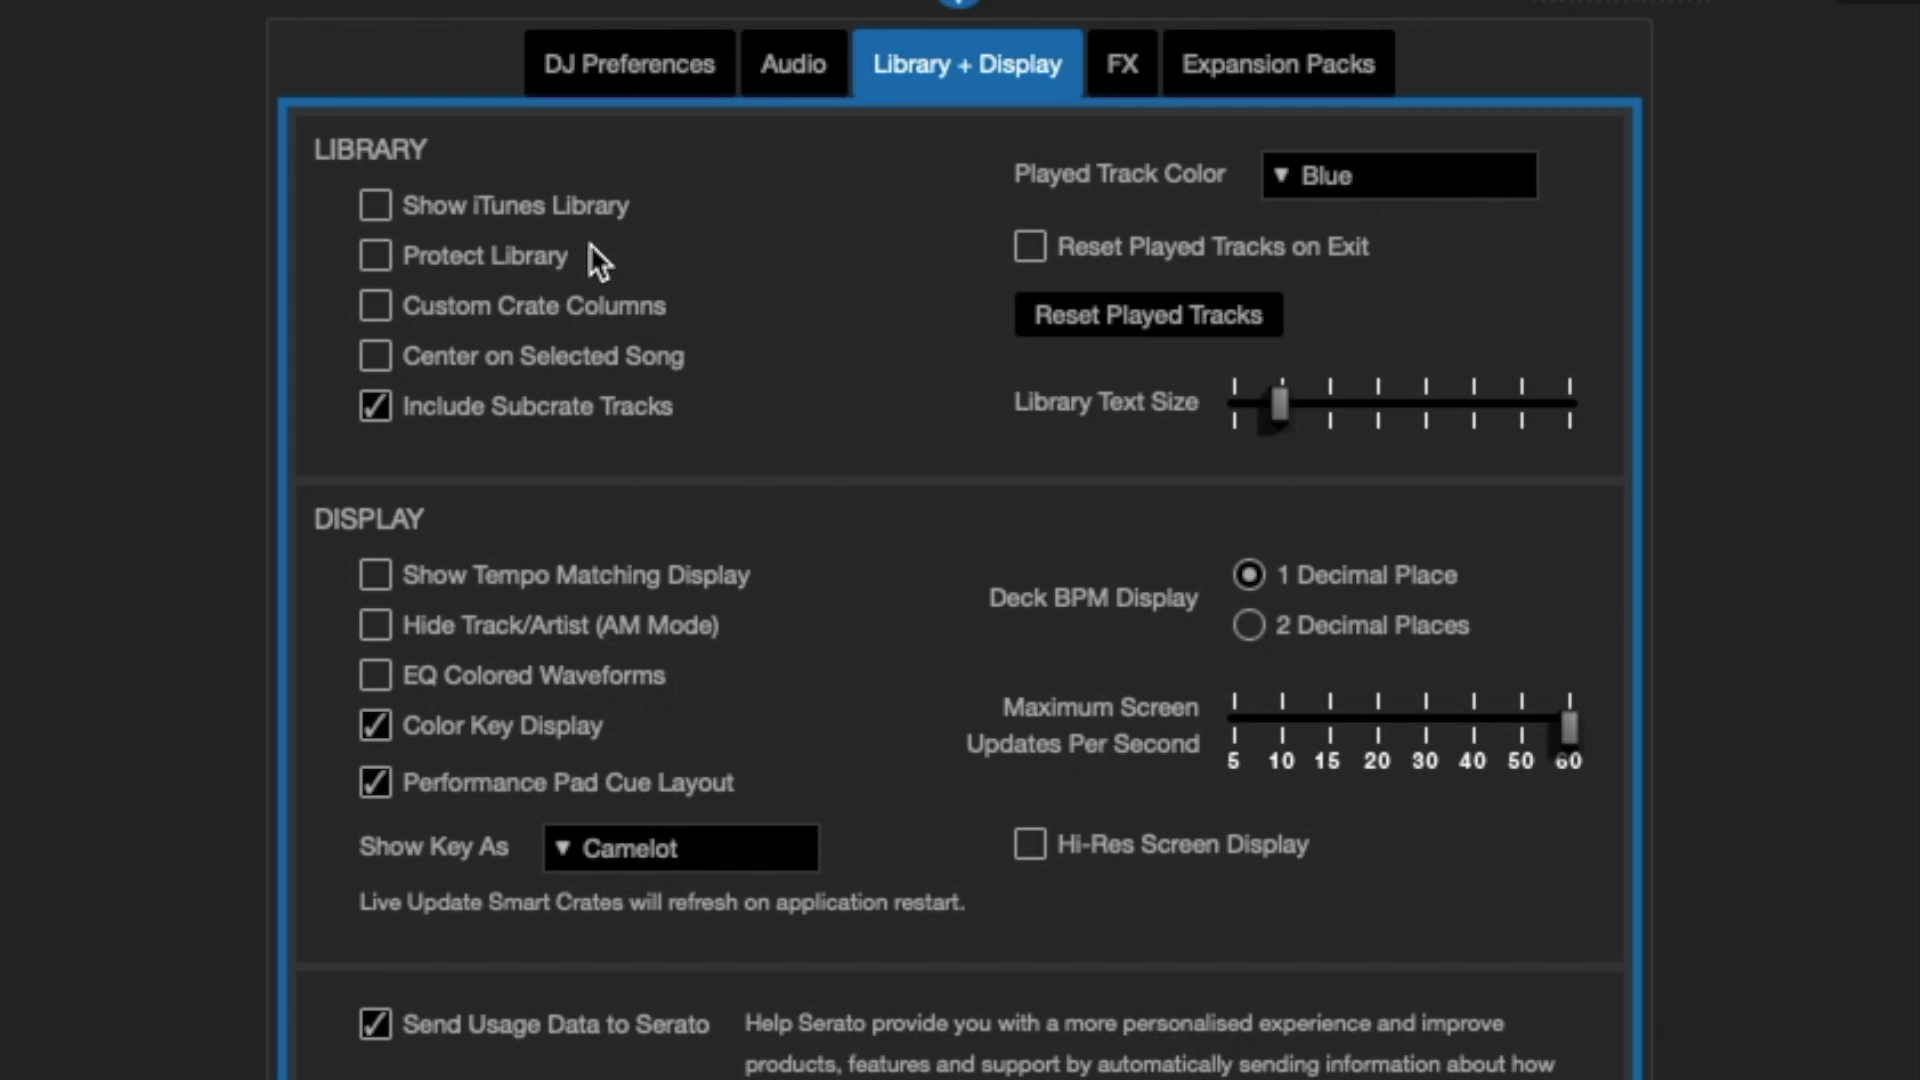 DJ Preferences
Audio
Library + Display
FX
Expansion Packs
LIBRARY
Show iTunes Library
Protect Library
Custom Crate Columns
Center on Selected Song
Include Subcrate Tracks
Played Track Color
▼ Blue
Reset Played Tracks on Exit
Reset Played Tracks
Library Text Size
DISPLAY
Show Tempo Matching Display
Hide Track/Artist (AM Mode)
EQ Colored Waveforms
Color Key Display
Performance Pad Cue Layout
Show Key As
▼ Camelot
Live Update Smart Crates will refresh on application restart.
Deck BPM Display
1 Decimal Place
2 Decimal Places
Maximum Screen
Updates Per Second
5 10 15 20 30 40 50 60
Hi-Res Screen Display
Send Usage Data to Serato
Help Serato provide you with a more personalised experience and improve
products, features and support by automatically sending information about how